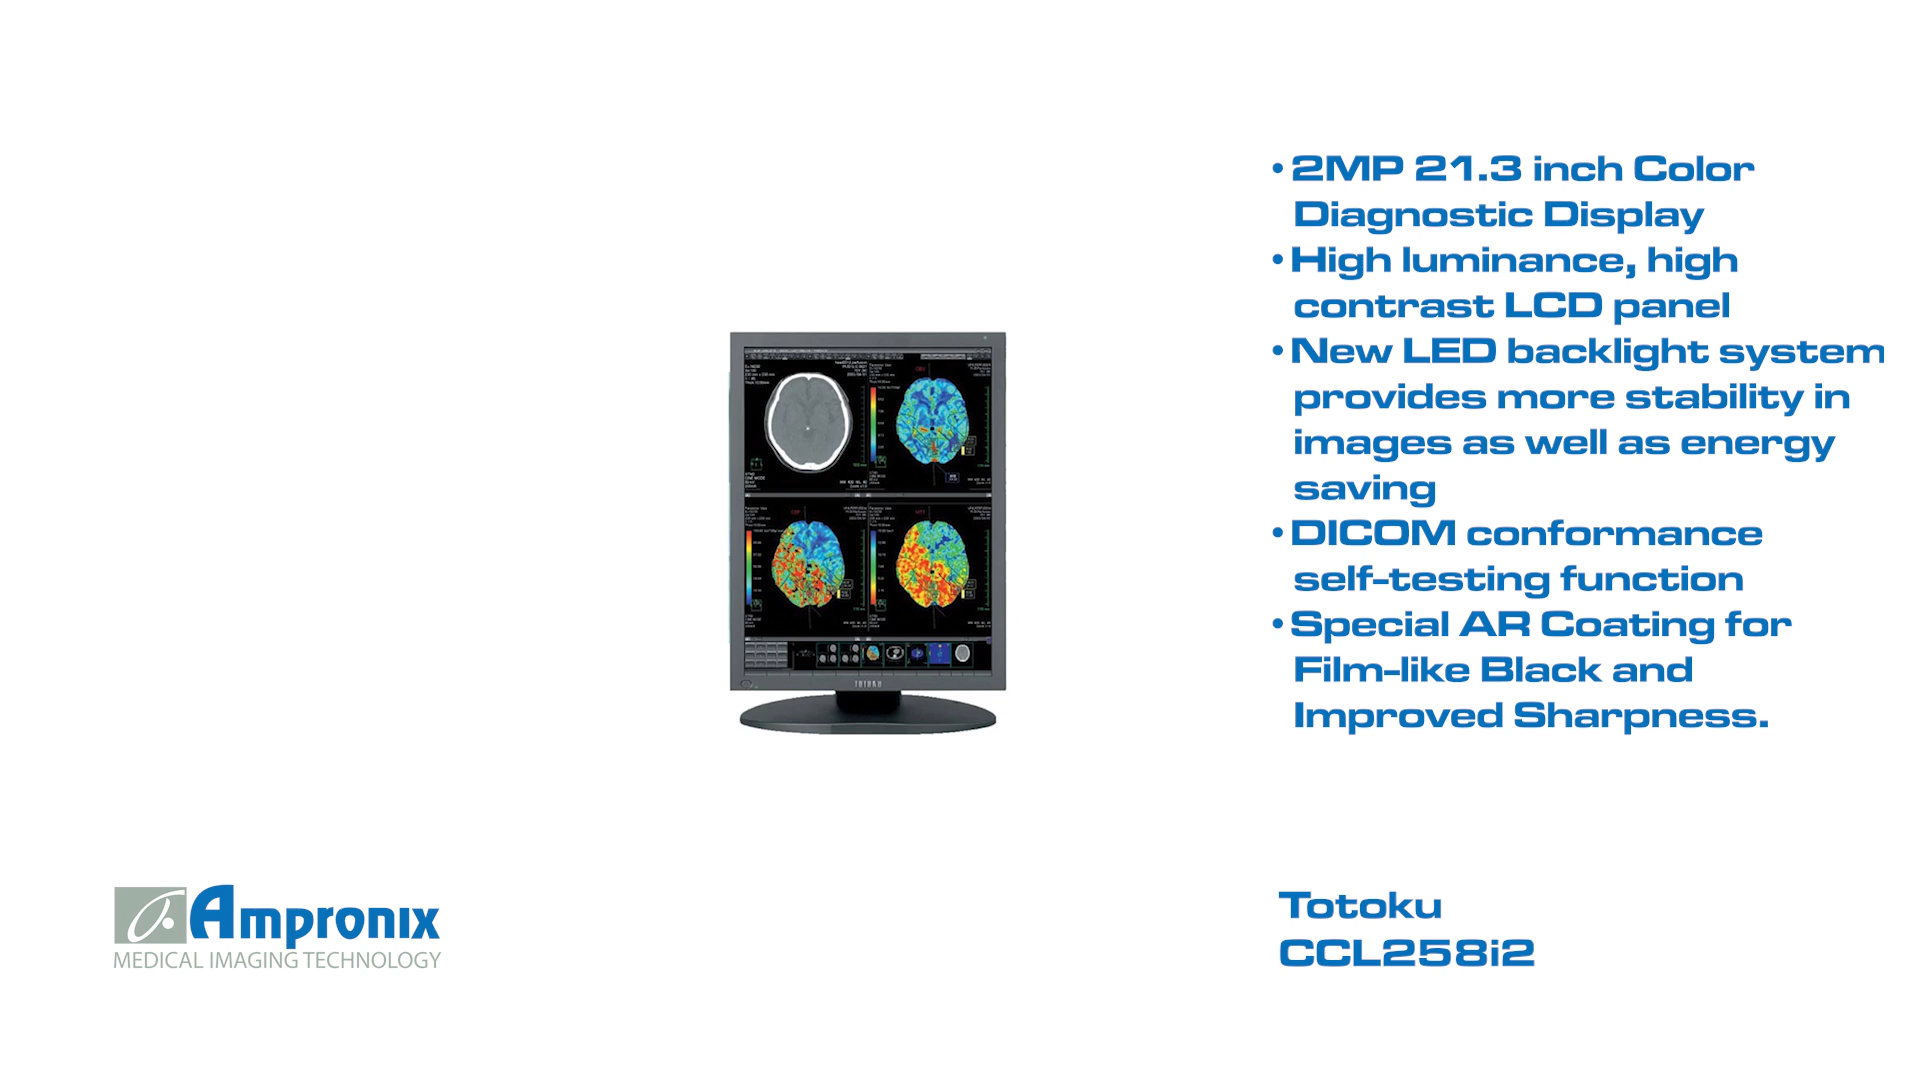 • 2MP 21.3 inch Color
Diagnostic Display
• High luminance, high
contrast LCD panel
• New LED backlight system
provides more stability in
images as well as energy
saving
• DICOM conformance
self-testing function
• Special AR Coating for
Film-like Black and
Improved Sharpness.
TOTOKU
Ampronix
MEDICAL IMAGING TECHNOLOGY
Totoku
CCL258i2